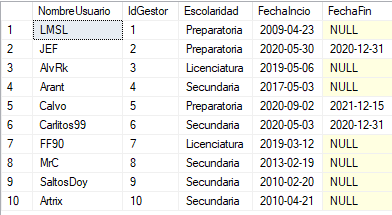 NombreUsuario IdGestor Escolaridad FechaIncio FechaFin
1 LMSL 1 Preparatoria 2009-04-23 NULL
2 JEF 2 Preparatoria 2020-05-30 2020-12-31
3 AlvRk 3 Licenciatura 2019-05-06 NULL
4 Arant 4 Secundaria 2017-05-03 NULL
5 Calvo 5 Preparatoria 2020-09-02 2021-12-15
6 Carlitos99 6 Secundaria 2020-05-03 2020-12-31
7 FF90 7 Licenciatura 2019-03-12 NULL
8 MrC 8 Secundaria 2013-02-19 NULL
9 SaltosDoy 9 Secundaria 2010-02-20 NULL
10 Artrix 10 Secundaria 2010-04-21 NULL